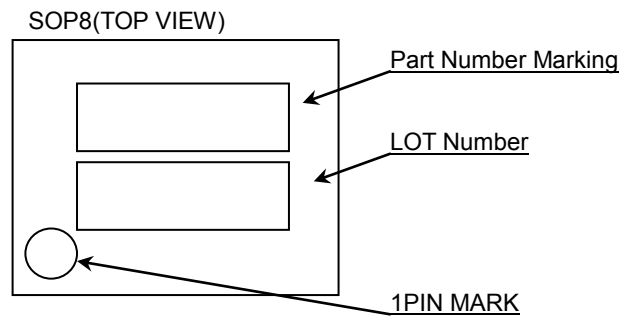 SOP8(TOP VIEW)
Part Number Marking
LOT Number
1PIN MARK